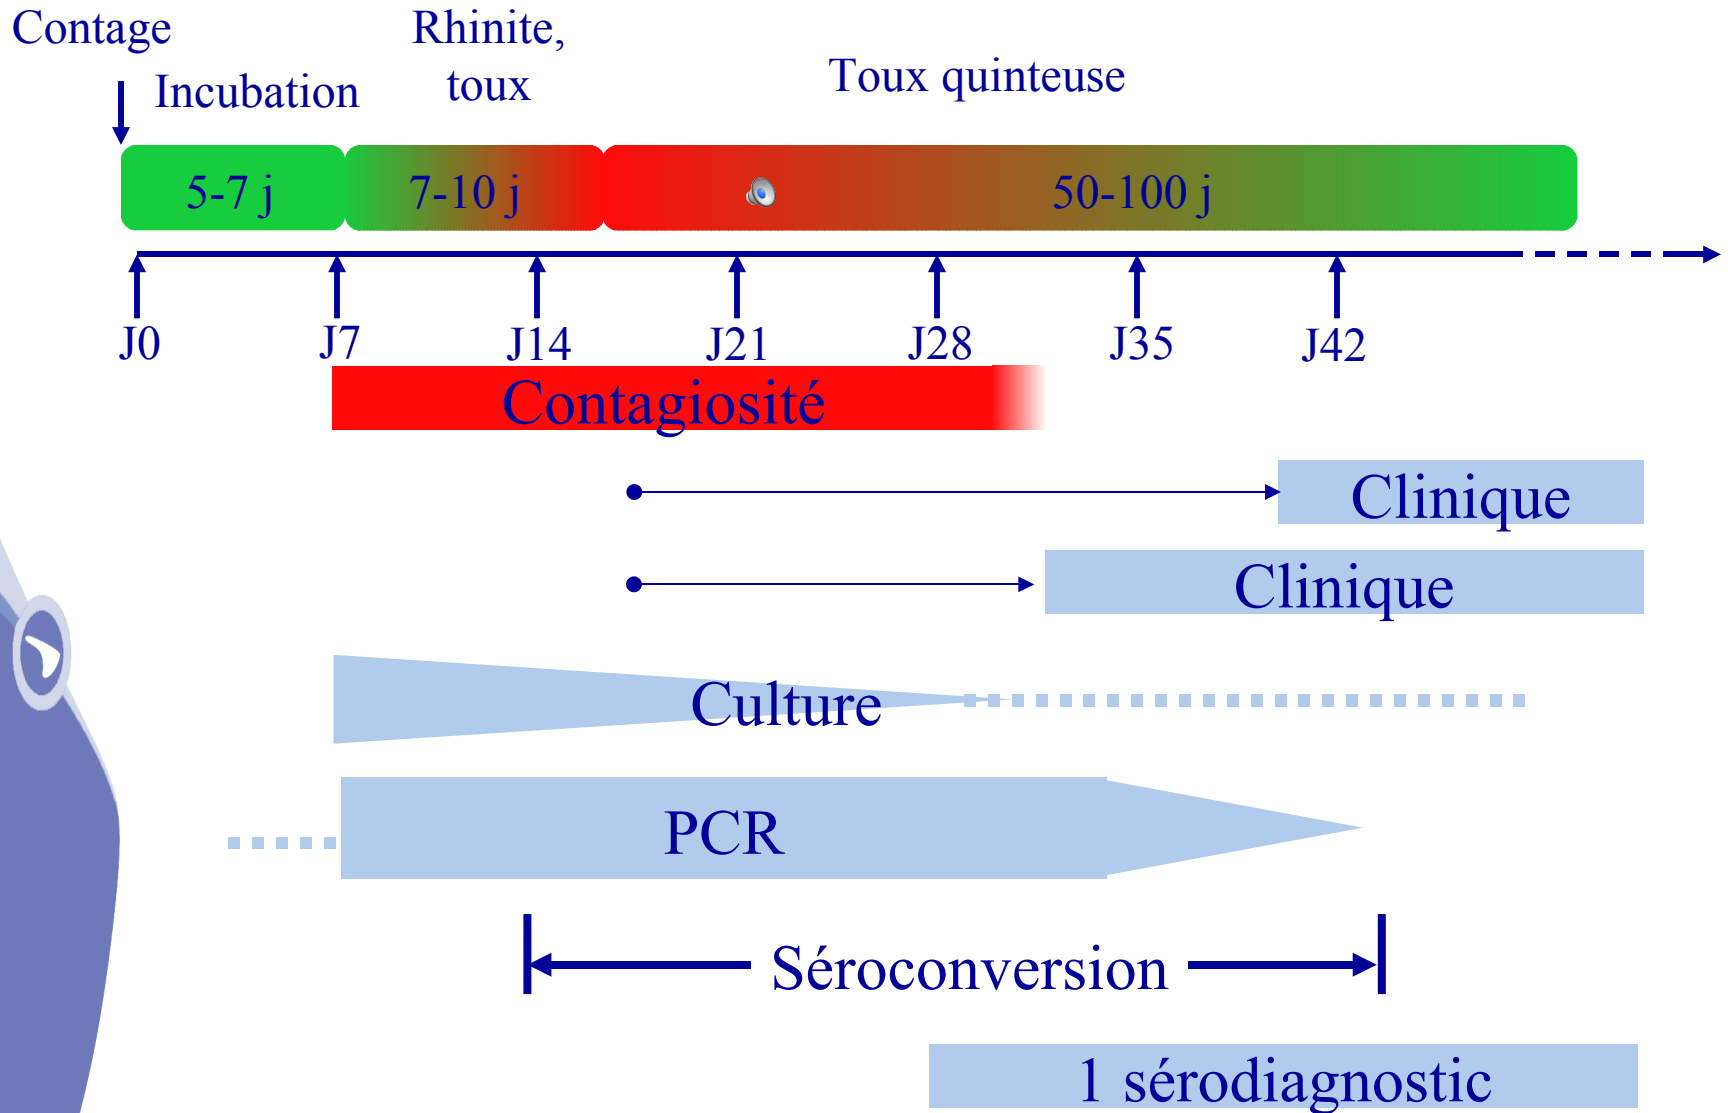 Contage
Rhinite,
toux
Toux quinteuse
Incubation
5-7 j
7-10 j
50-100 j
J0
J7
J14
J21
J28
J35
J42
Contagiosité
Clinique
Clinique
Culture
PCR
Séroconversion
1 sérodiagnostic